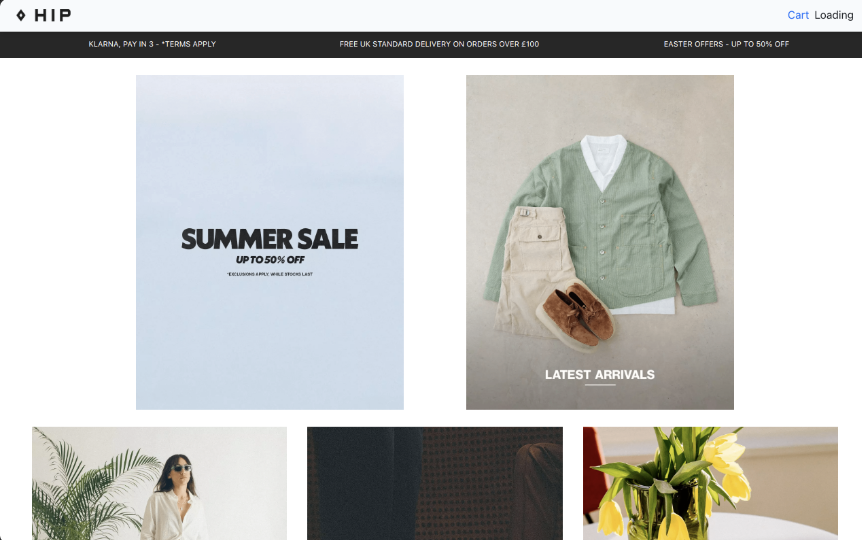 HIP
Cart Loading
KLARNA, PAY IN 3 - *TERMS APPLY
FREE UK STANDARD DELIVERY ON ORDERS OVER £100
EASTER OFFERS - UP TO 50% OFF
SUMMER SALE
UP TO 50% OFF
*EXCLUSIONS APPLY. WHILE STOCKS LAST
LATEST ARRIVALS